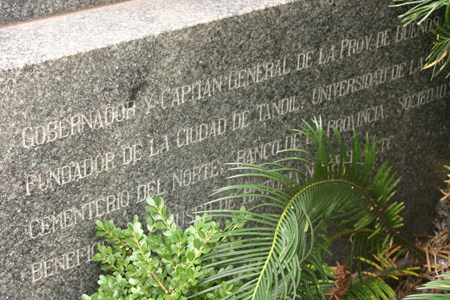 GOBERNADOR Y CAPITAN GENERAL DE LA PROV. DE BUENOS
FUNDADOR DE LA CIUDAD DE TANDIL, UNIVERSIDAD DE LA
CEMENTERIO DEL NORTE, BANCO DE LA PROVINCIA, SOCIEDAD
BENEFI